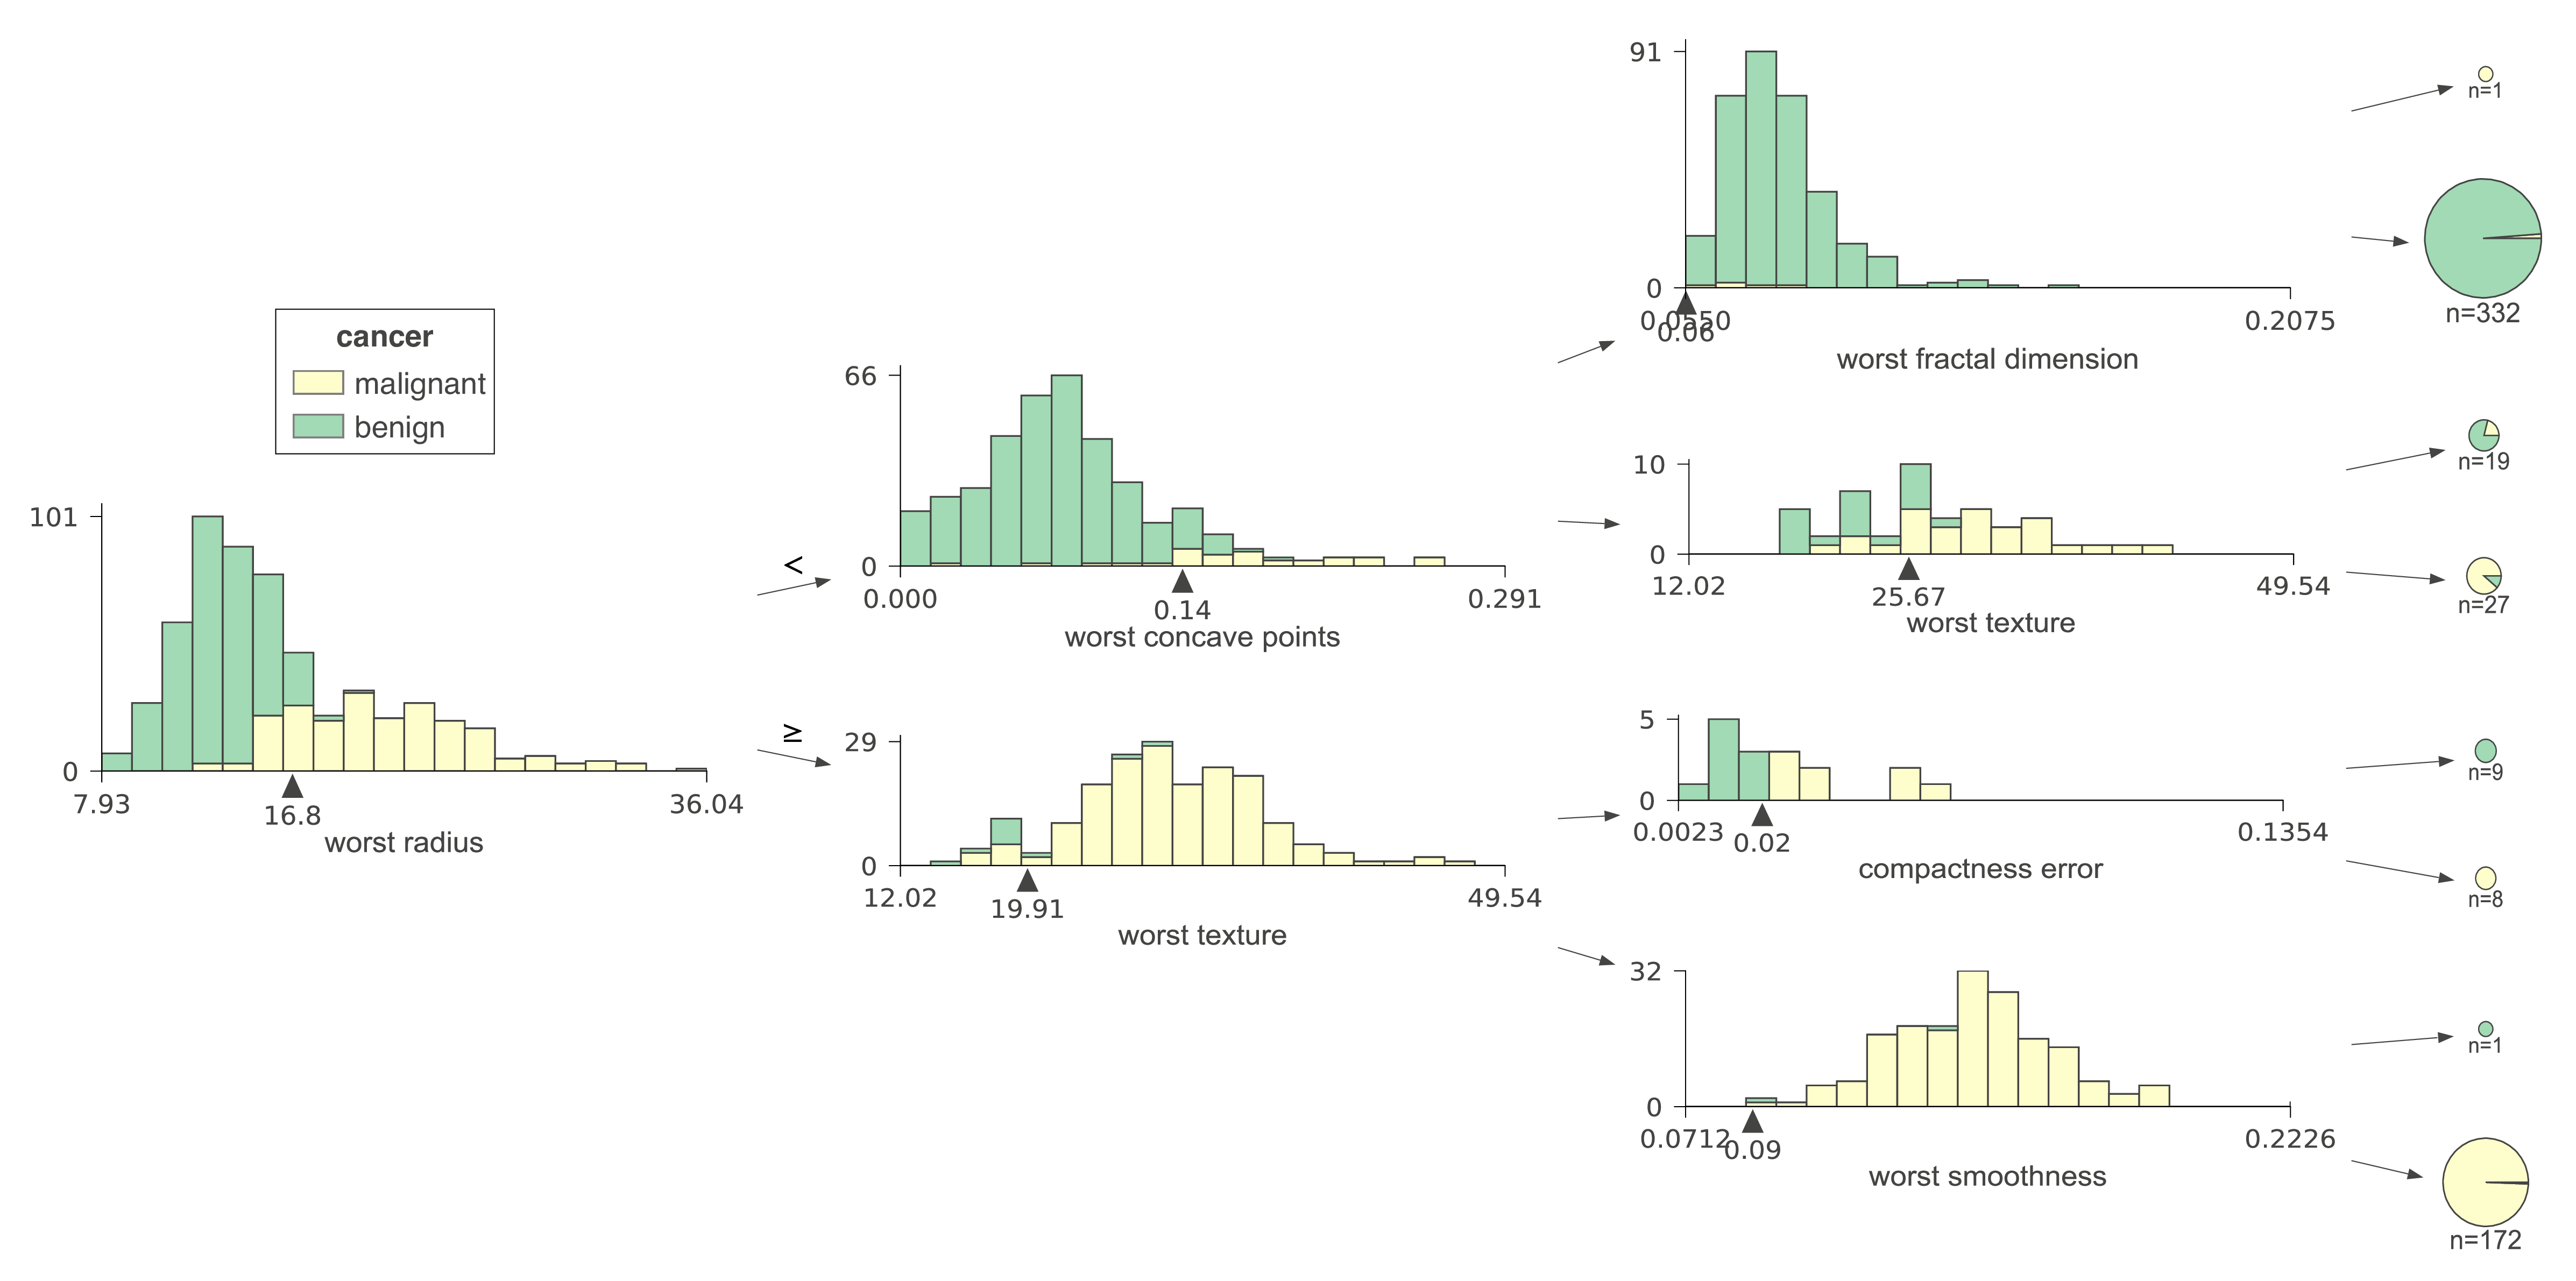 cancer
malignant
benign
101
0
7.93
16.8
36.04
worst radius
<
≥
66
0
0.000
0.14
0.291
worst concave points
29
0
12.02
19.91
49.54
worst texture
91
0
0.0550
0.06
0.2075
worst fractal dimension
10
0
12.02
25.67
49.54
worst texture
5
0
0.0023
0.02
0.1354
compactness error
32
0
0.0712
0.09
0.2226
worst smoothness
n=1
n=332
n=19
n=27
n=9
n=8
n=1
n=172